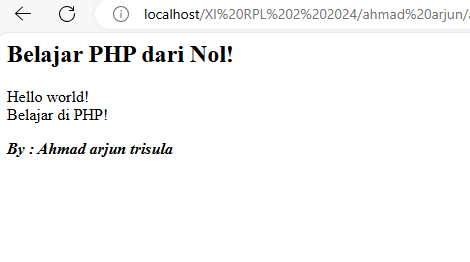 localhost/XI%20RPL%202%202024/ahmad%20arjun/
Belajar PHP dari Nol!
Hello world!
Belajar di PHP!
By : Ahmad arjun trisula